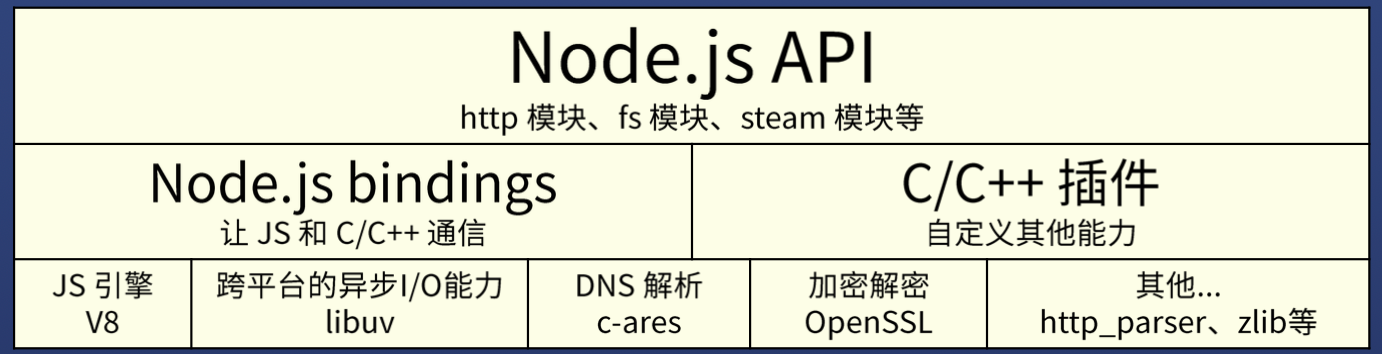 Node.js API
http 模块、fs 模块、steam 模块等
Node.js bindings
让 JS 和 C/C++ 通信
C/C++ 插件
自定义其他能力
JS 引擎
V8
跨平台的异步I/O能力
libuv
DNS 解析
c-ares
加密解密
OpenSSL
其他...
http_parser、zlib等